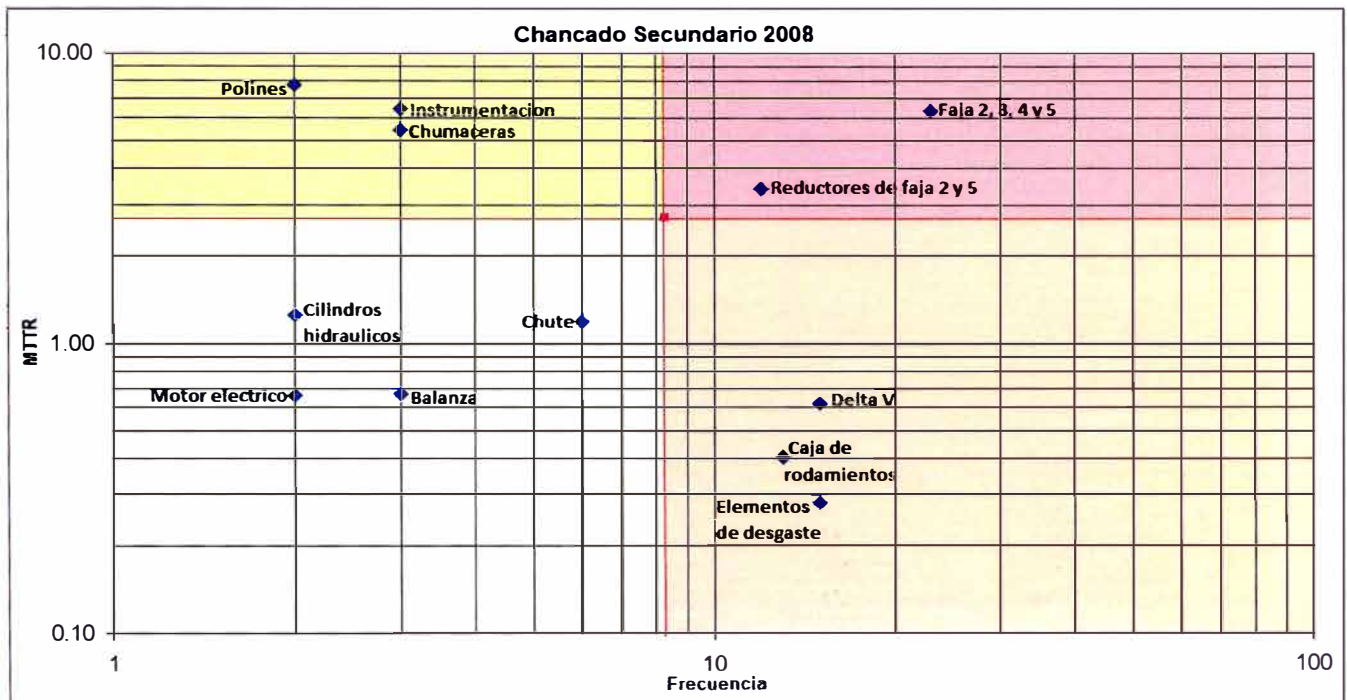 Chancado Secundario 2008
10.00
Polines
Instrumentacion
Chumaceras
Faja 2, 3, 4 y 5
Reductores de faja 2 y 5
MTTR
Cilindros
hidraulicos
Chute
1.00
Motor electrico
Balanza
Delta V
Caja de
rodamientos
Elementos
de desgaste
0.10
1
10
100
Frecuencia